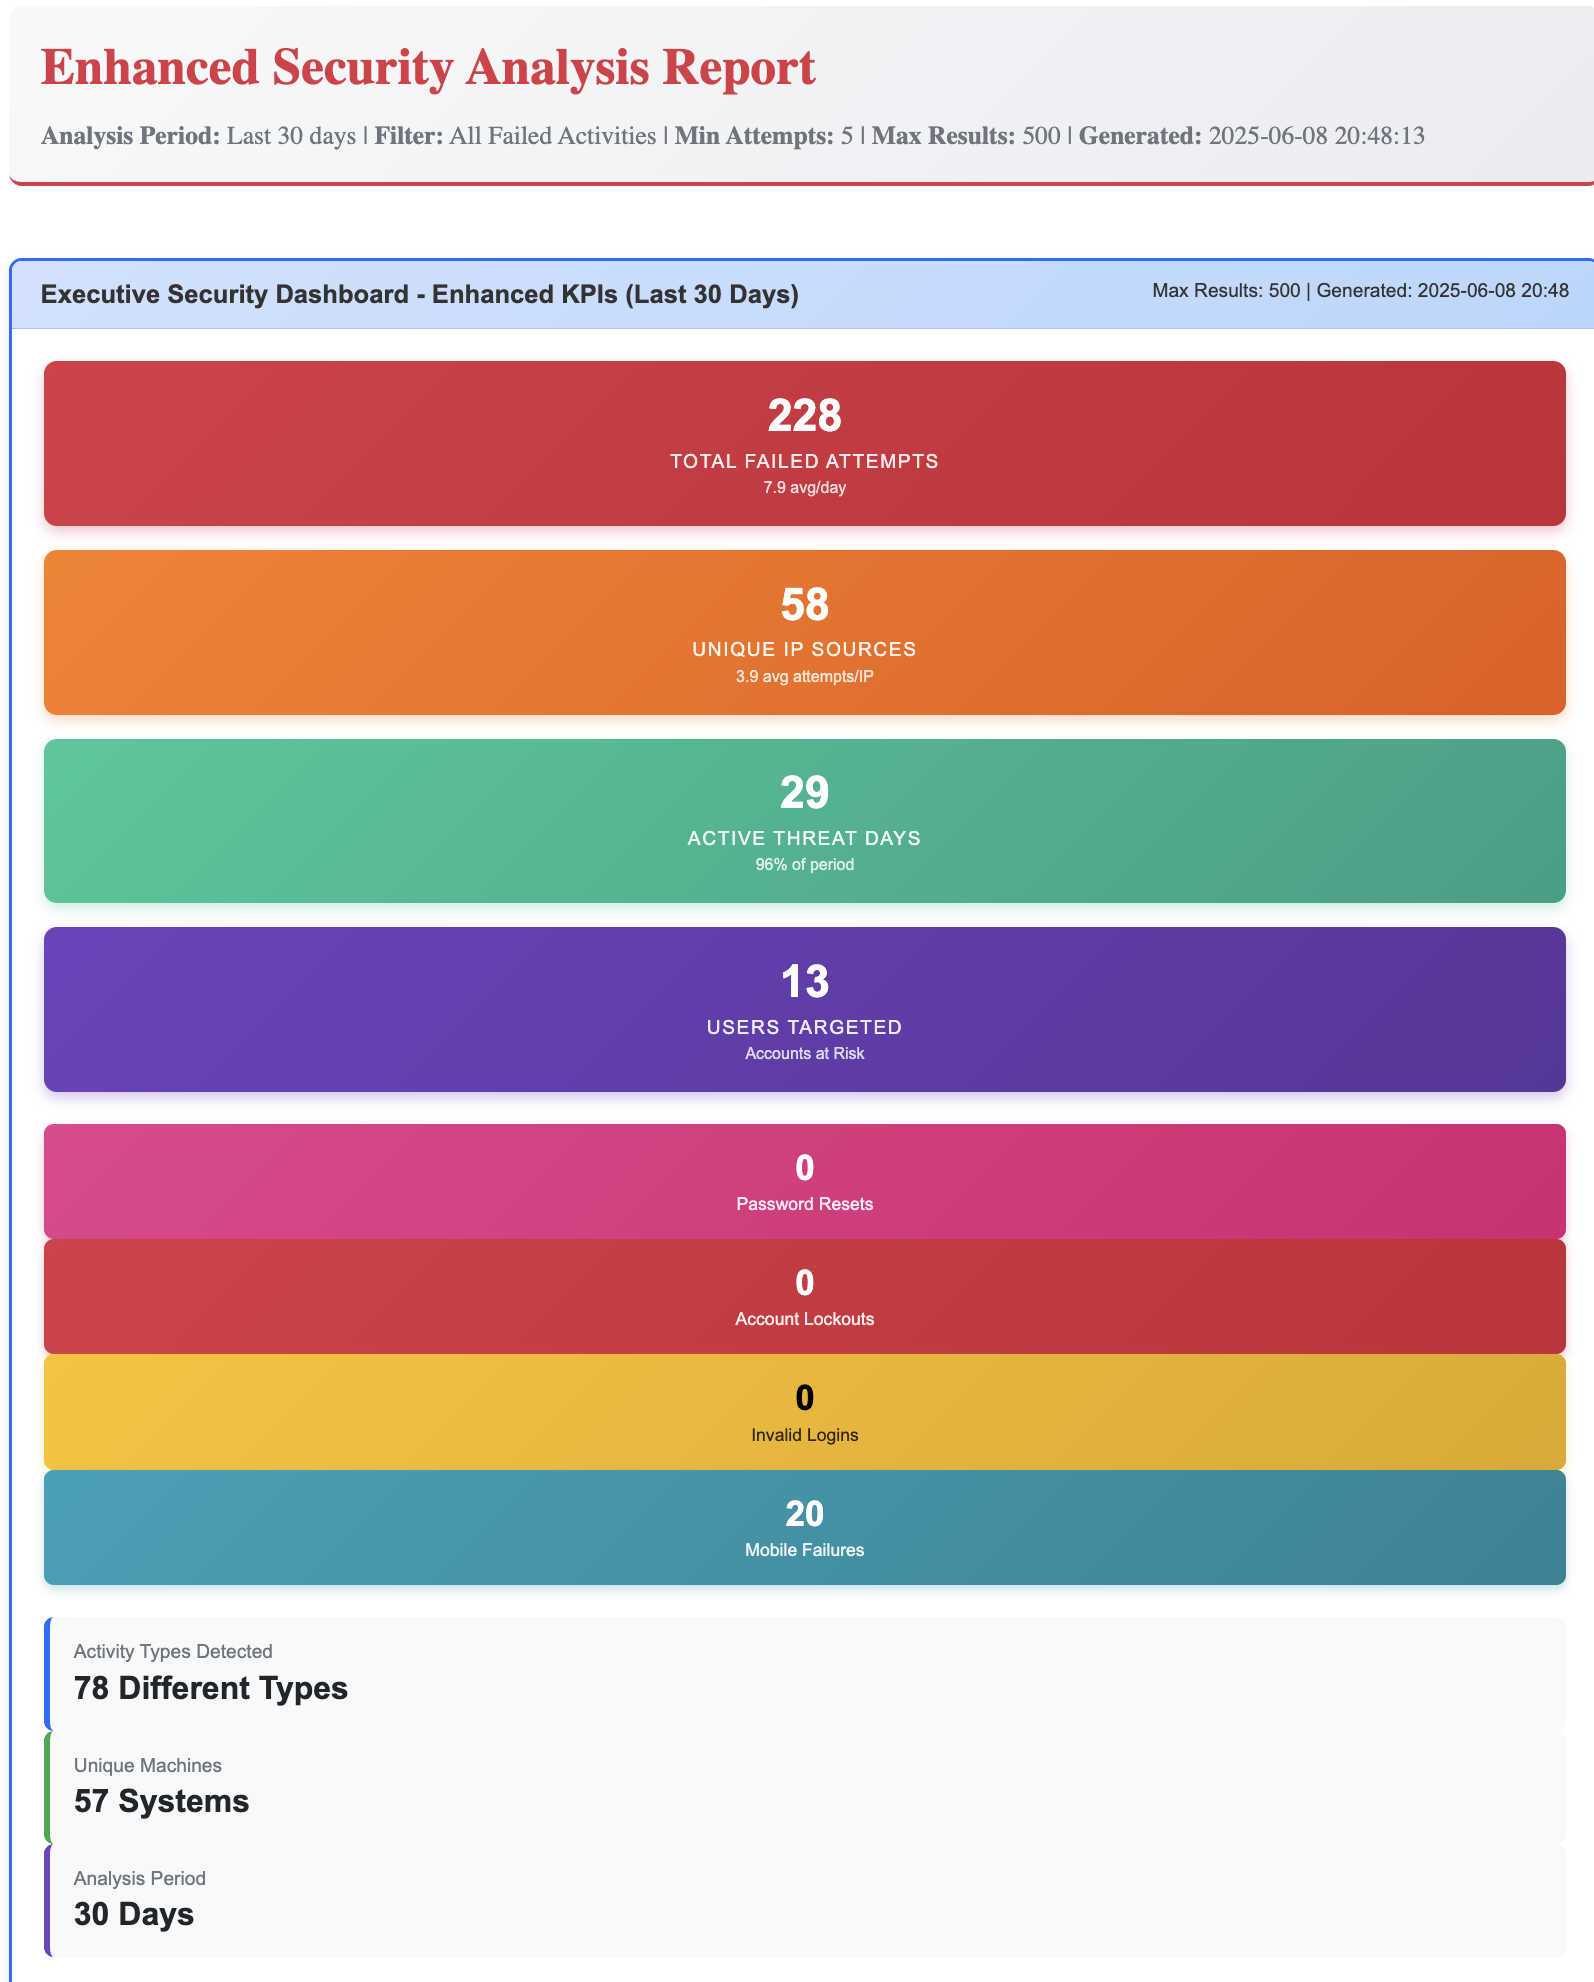 Enhanced Security Analysis Report
Analysis Period: Last 30 days | Filter: All Failed Activities | Min Attempts: 5 | Max Results: 500 | Generated: 2025-06-08 20:48:13
Executive Security Dashboard - Enhanced KPIs (Last 30 Days)
Max Results: 500 | Generated: 2025-06-08 20:48
228
TOTAL FAILED ATTEMPTS
7.9 avg/day
58
UNIQUE IP SOURCES
3.9 avg attempts/IP
29
ACTIVE THREAT DAYS
96% of period
13
USERS TARGETED
Accounts at Risk
0
Password Resets
0
Account Lockouts
0
Invalid Logins
20
Mobile Failures
Activity Types Detected
78 Different Types
Unique Machines
57 Systems
Analysis Period
30 Days